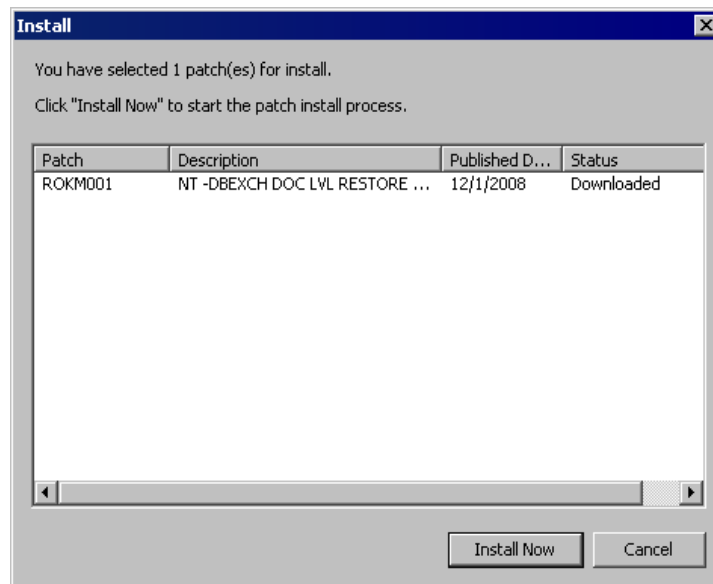 Install
You have selected 1 patch(es) for install.
Click "Install Now" to start the patch install process.
Patch Description Published D... Status
ROKM001 NT -DBEXCH DOC LVL RESTORE ... 12/1/2008 Downloaded
Install Now Cancel